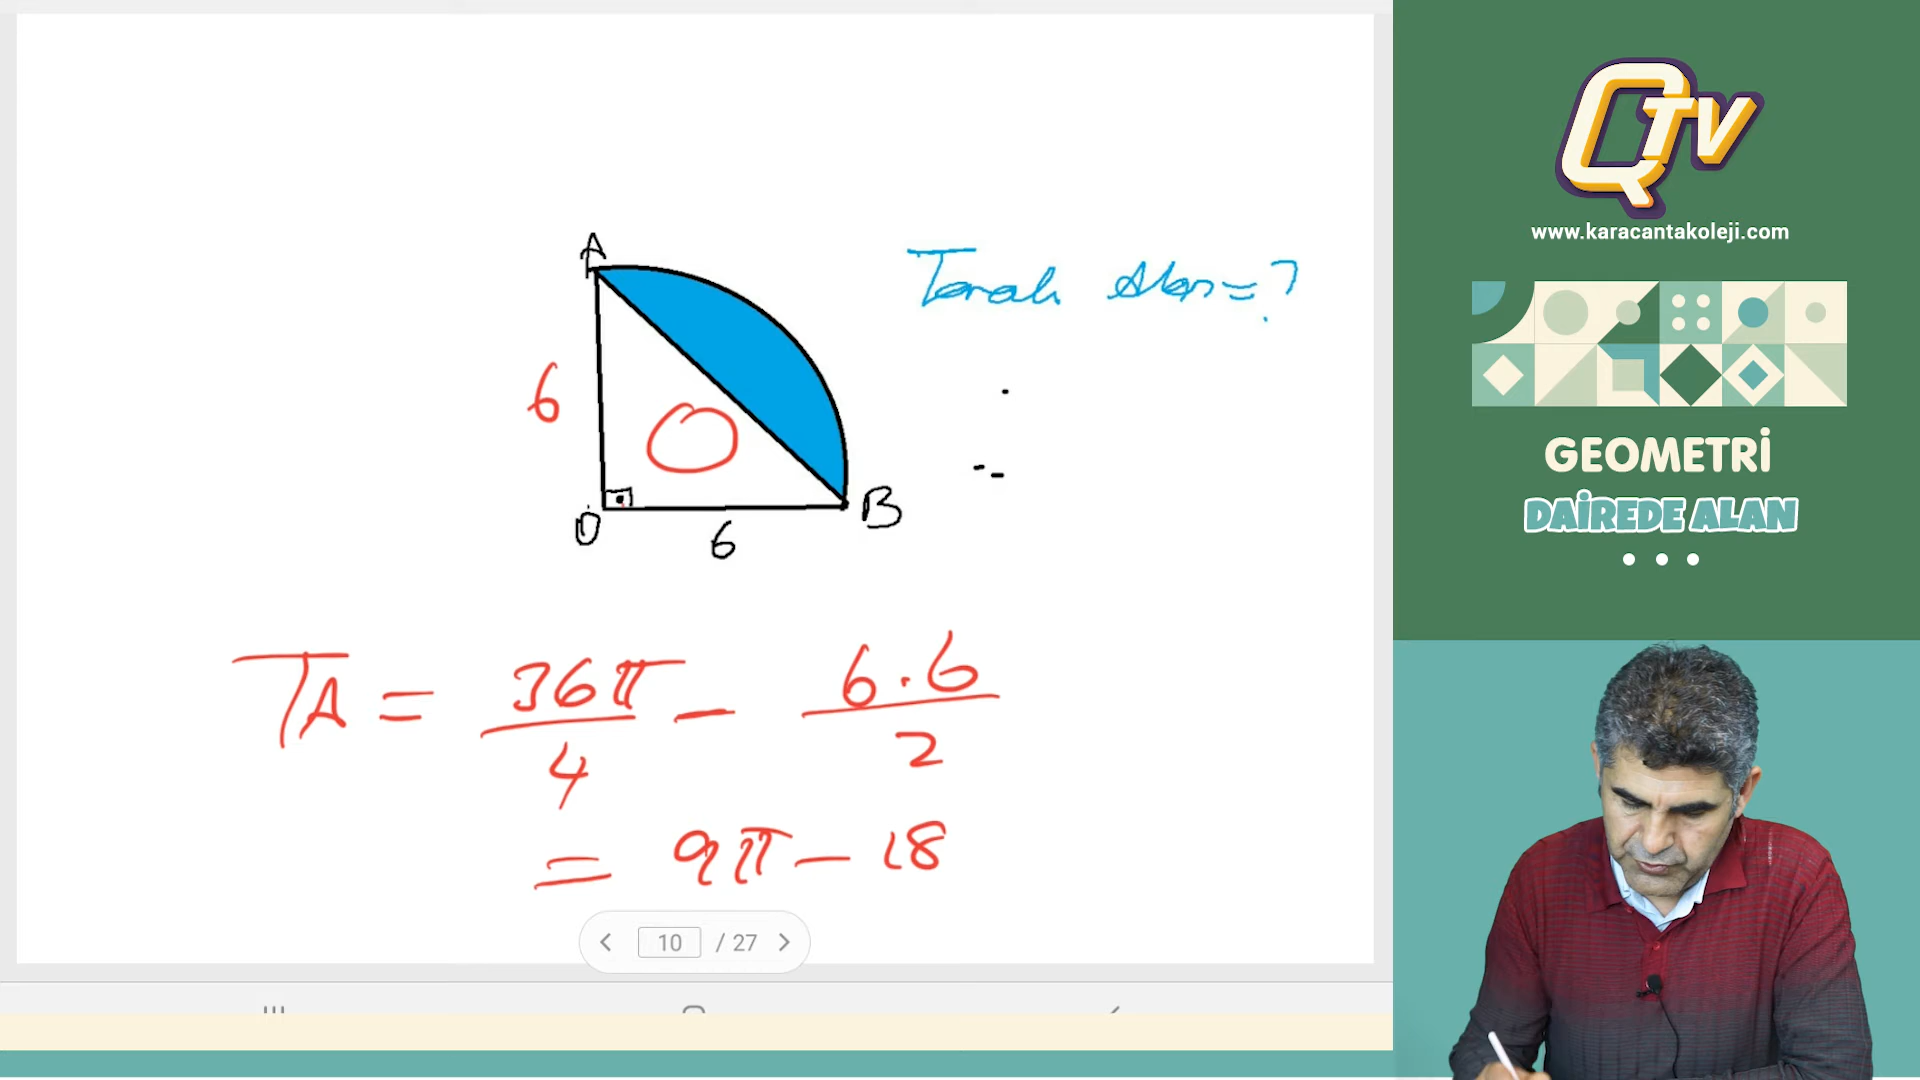 A
Taralı Alan = ?
6
O
6
B
TA = 36π/4 - 6.6/2
= 9π - 18
10 / 27
QTV
www.karacantakoleji.com
GEOMETRİ
DAİREDE ALAN